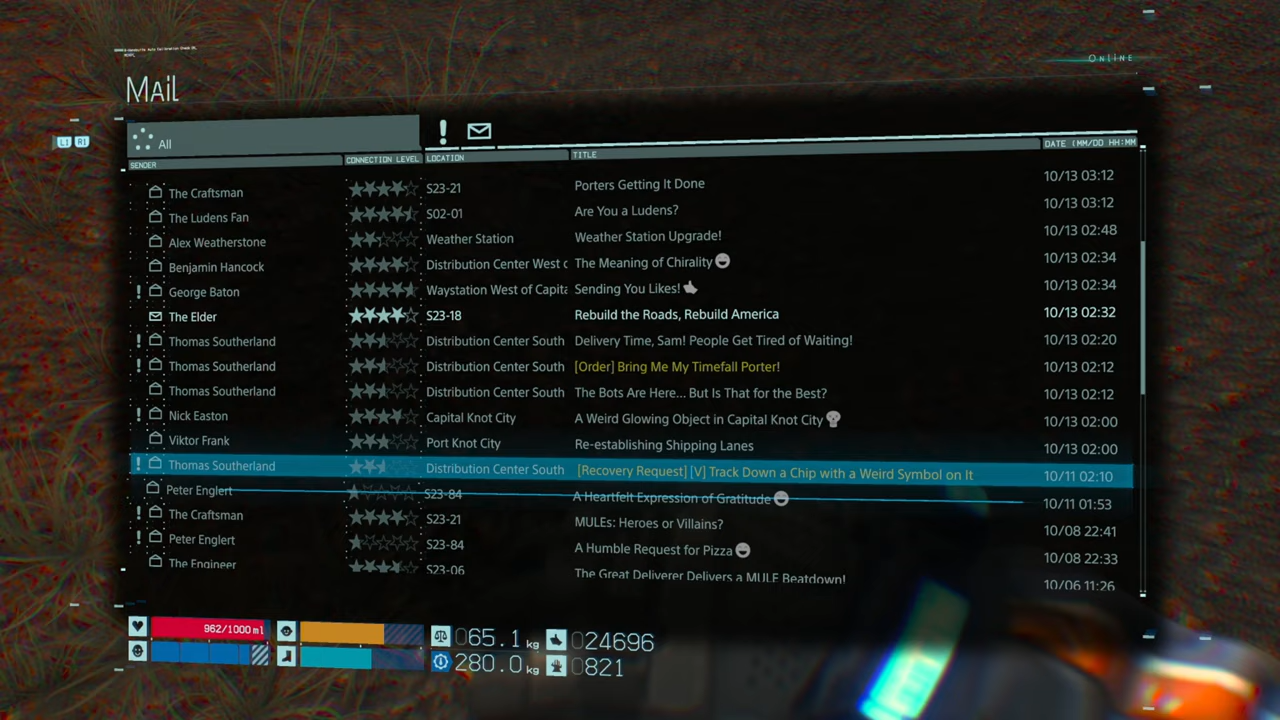 Online
Mail
L1 R1
All
SENDER CONNECTION LEVEL LOCATION TITLE DATE (MM/DD HH:MM
The Craftsman S23-21 Porters Getting It Done 10/13 03:12
The Ludens Fan S02-01 Are You a Ludens? 10/13 03:12
Alex Weatherstone Weather Station Weather Station Upgrade! 10/13 02:48
Benjamin Hancock Distribution Center West c The Meaning of Chirality 10/13 02:34
! George Baton Waystation West of Capita Sending You Likes! 10/13 02:34
The Elder S23-18 Rebuild the Roads, Rebuild America 10/13 02:32
! Thomas Southerland Distribution Center South Delivery Time, Sam! People Get Tired of Waiting! 10/13 02:20
! Thomas Southerland Distribution Center South [Order] Bring Me My Timefall Porter! 10/13 02:12
Thomas Southerland Distribution Center South The Bots Are Here... But Is That for the Best? 10/13 02:12
! Nick Easton Capital Knot City A Weird Glowing Object in Capital Knot City 10/13 02:00
Viktor Frank Port Knot City Re-establishing Shipping Lanes 10/13 02:00
! Thomas Southerland Distribution Center South [Recovery Request] [V] Track Down a Chip with a Weird Symbol on It 10/11 02:10
Peter Englert S23-84 A Heartfelt Expression of Gratitude 10/11 01:53
! The Craftsman S23-21 MULEs: Heroes or Villains? 10/08 22:41
! Peter Englert S23-84 A Humble Request for Pizza 10/08 22:33
The Engineer S23-06 The Great Deliverer Delivers a MULE Beatdown! 10/06 11:26
962/1000 ml 065.1 kg 024696
280.0 kg 0821